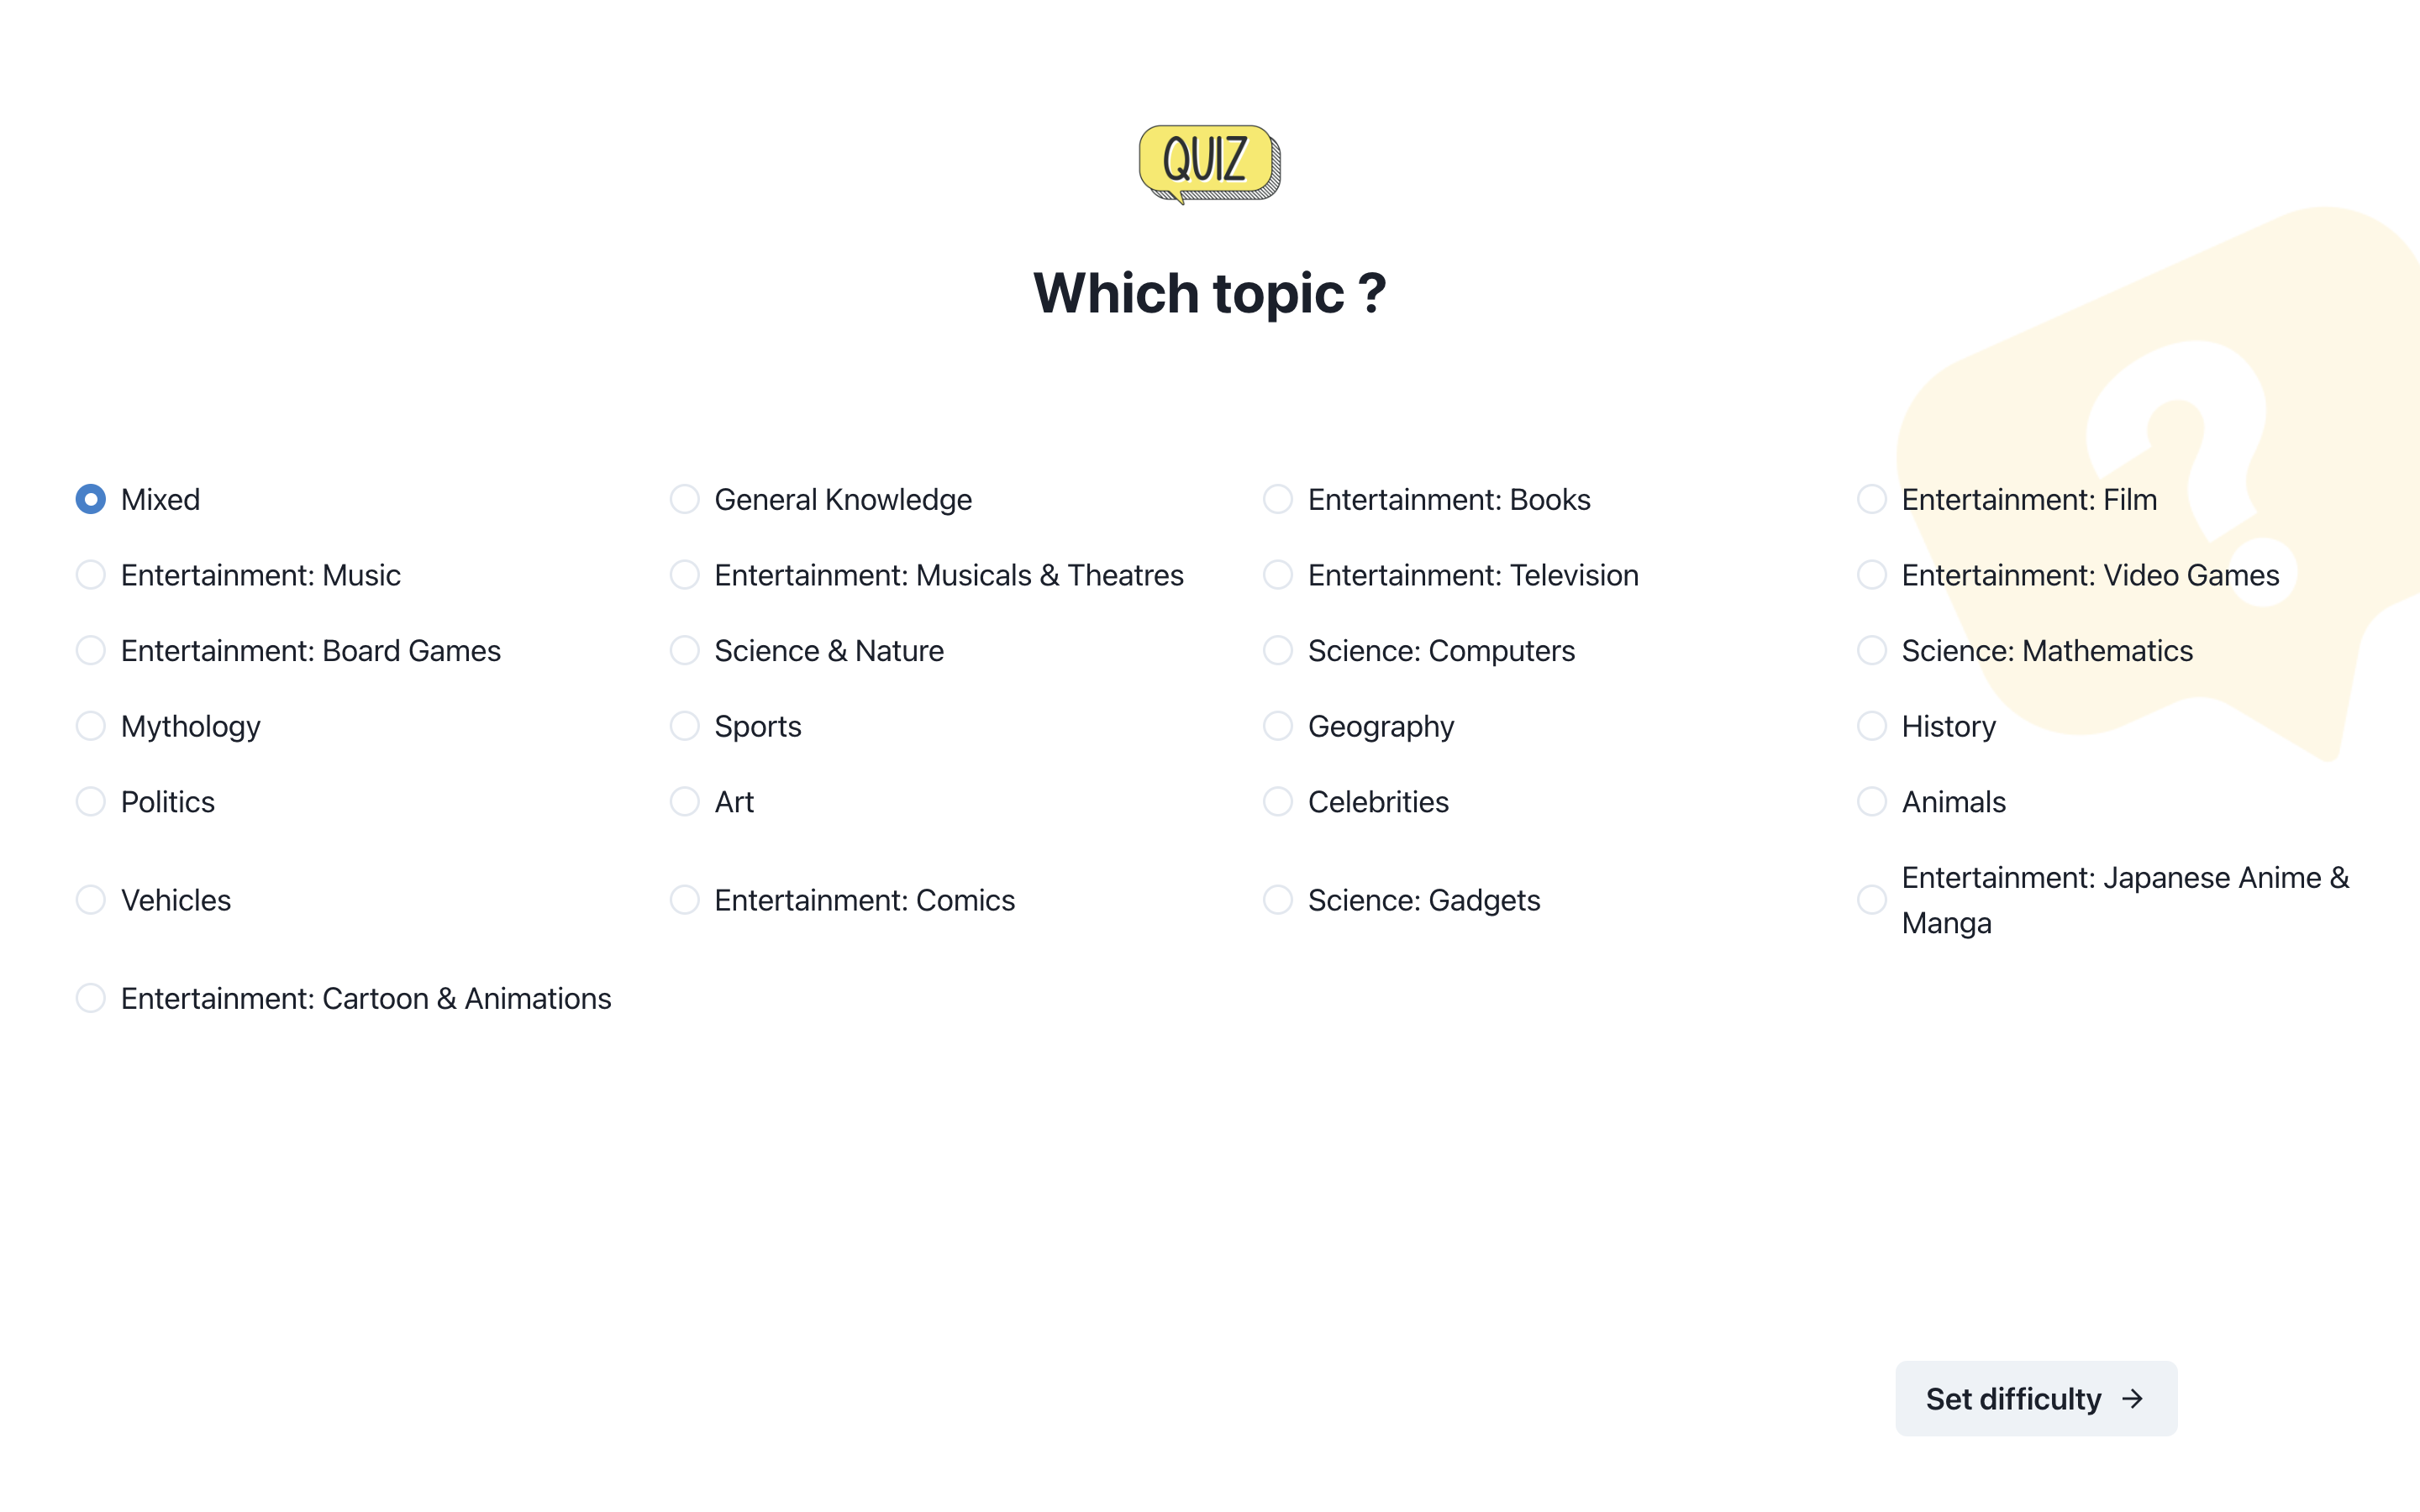 QUIZ
Which topic ?
Mixed
General Knowledge
Entertainment: Books
Entertainment: Film
Entertainment: Music
Entertainment: Musicals & Theatres
Entertainment: Television
Entertainment: Video Games
Entertainment: Board Games
Science & Nature
Science: Computers
Science: Mathematics
Mythology
Sports
Geography
History
Politics
Art
Celebrities
Animals
Vehicles
Entertainment: Comics
Science: Gadgets
Entertainment: Japanese Anime &
Manga
Entertainment: Cartoon & Animations
Set difficulty